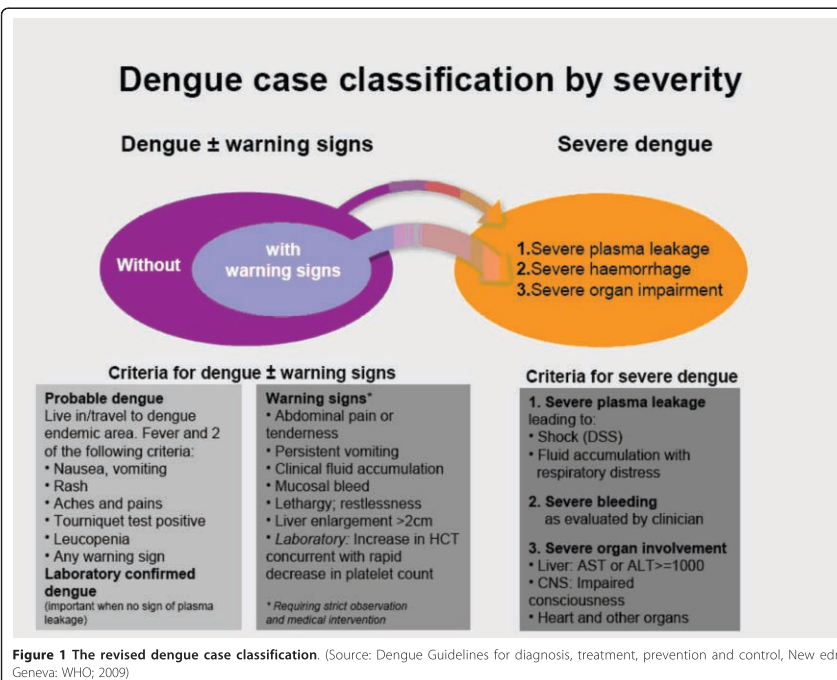 Dengue case classification by severity
Dengue ± warning signs
Severe dengue
Without
with
warning signs
1.Severe plasma leakage
2.Severe haemorrhage
3.Severe organ impairment
Criteria for dengue ± warning signs
Probable dengue
Live in/travel to dengue
endemic area. Fever and 2
of the following criteria:
• Nausea, vomiting
• Rash
• Aches and pains
• Tourniquet test positive
• Leucopenia
• Any warning sign
Laboratory confirmed
dengue
(important when no sign of plasma
leakage)
Warning signs*
• Abdominal pain or
tenderness
• Persistent vomiting
• Clinical fluid accumulation
• Mucosal bleed
• Lethargy; restlessness
• Liver enlargement >2cm
• Laboratory: Increase in HCT
concurrent with rapid
decrease in platelet count
* Requiring strict observation
and medical intervention
Criteria for severe dengue
1. Severe plasma leakage
leading to:
• Shock (DSS)
• Fluid accumulation with
respiratory distress
2. Severe bleeding
as evaluated by clinician
3. Severe organ involvement
• Liver: AST or ALT>=1000
• CNS: Impaired
consciousness
• Heart and other organs
Figure 1 The revised dengue case classification. (Source: Dengue Guidelines for diagnosis, treatment, prevention and control, New edn
Geneva: WHO; 2009)